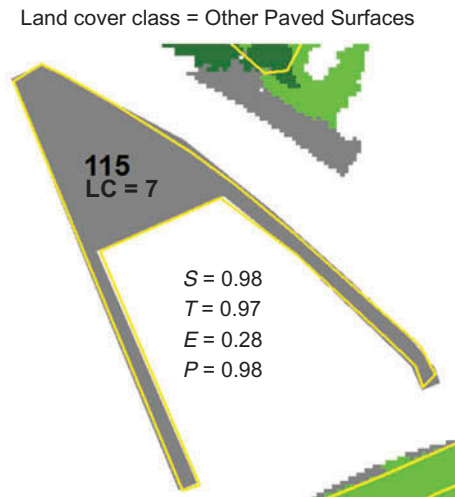 Land cover class = Other Paved Surfaces
115
LC = 7
S = 0.98
T = 0.97
E = 0.28
P = 0.98